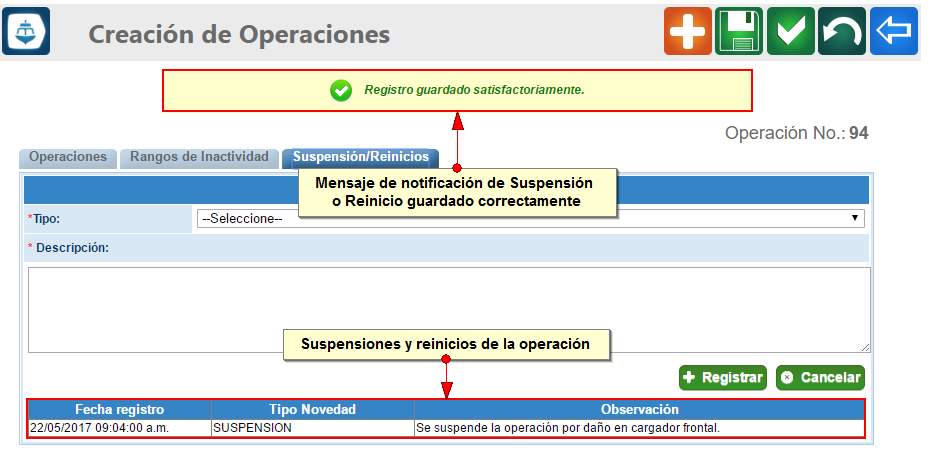 Creación de Operaciones
Registro guardado satisfactoriamente.
Operación No.: 94
Operaciones Rangos de Inactividad Suspensión/Reinicios
Mensaje de notificación de Suspensión
o Reinicio guardado correctamente
*Tipo: --Seleccione--
* Descripción:
Suspensiones y reinicios de la operación
Registrar Cancelar
Fecha registro Tipo Novedad Observación
22/05/2017 09:04:00 a.m. SUSPENSION Se suspende la operación por daño en cargador frontal.